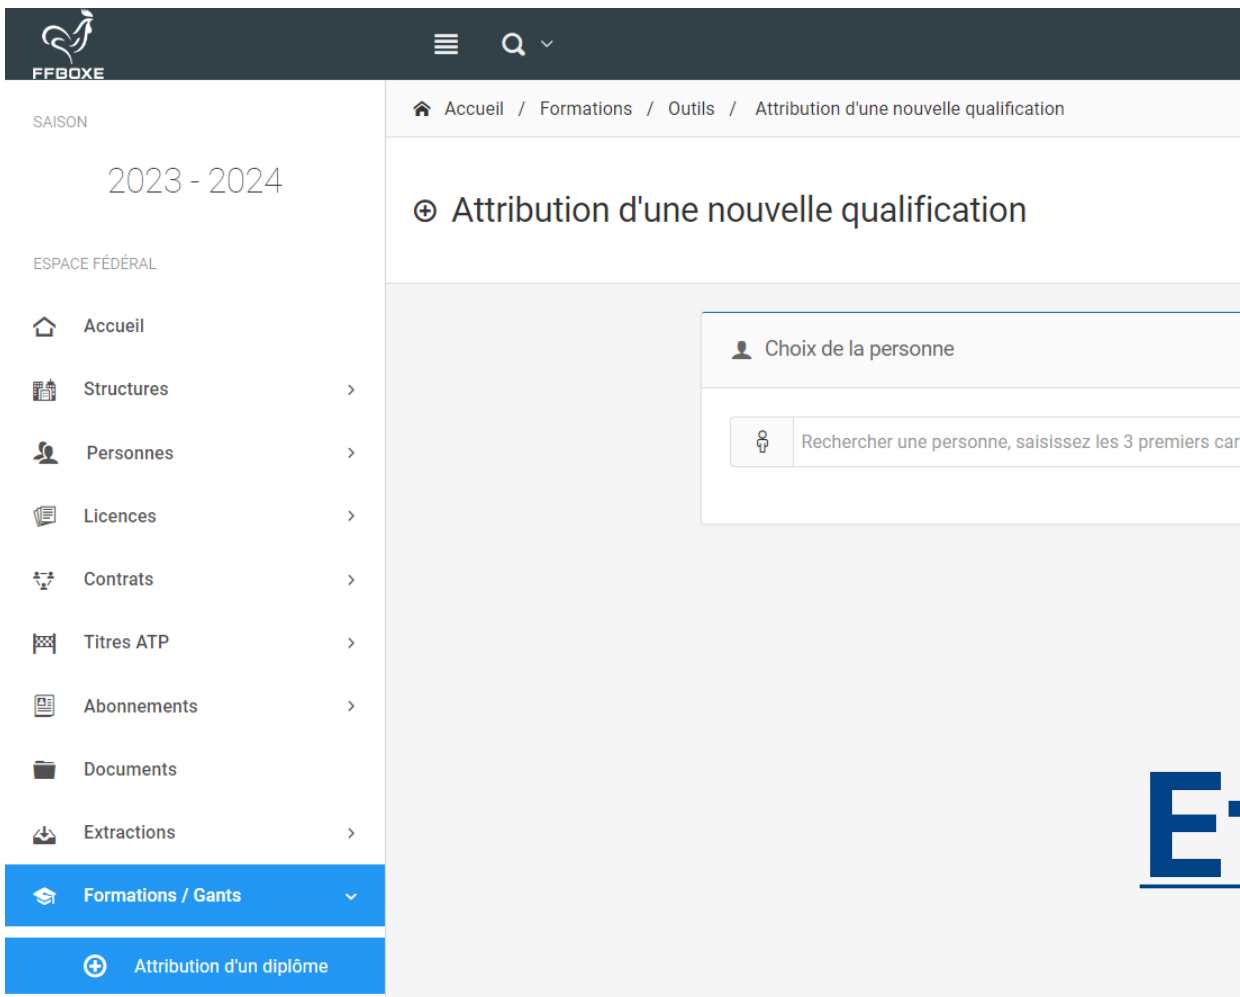 FFBOXE
SAISON
2023 - 2024
ESPACE FÉDÉRAL
Accueil
Structures
Personnes
Licences
Contrats
Titres ATP
Abonnements
Documents
Extractions
Formations / Gants
Attribution d'un diplôme
Accueil / Formations / Outils / Attribution d'une nouvelle qualification
Attribution d'une nouvelle qualification
Choix de la personne
Rechercher une personne, saisissez les 3 premiers car